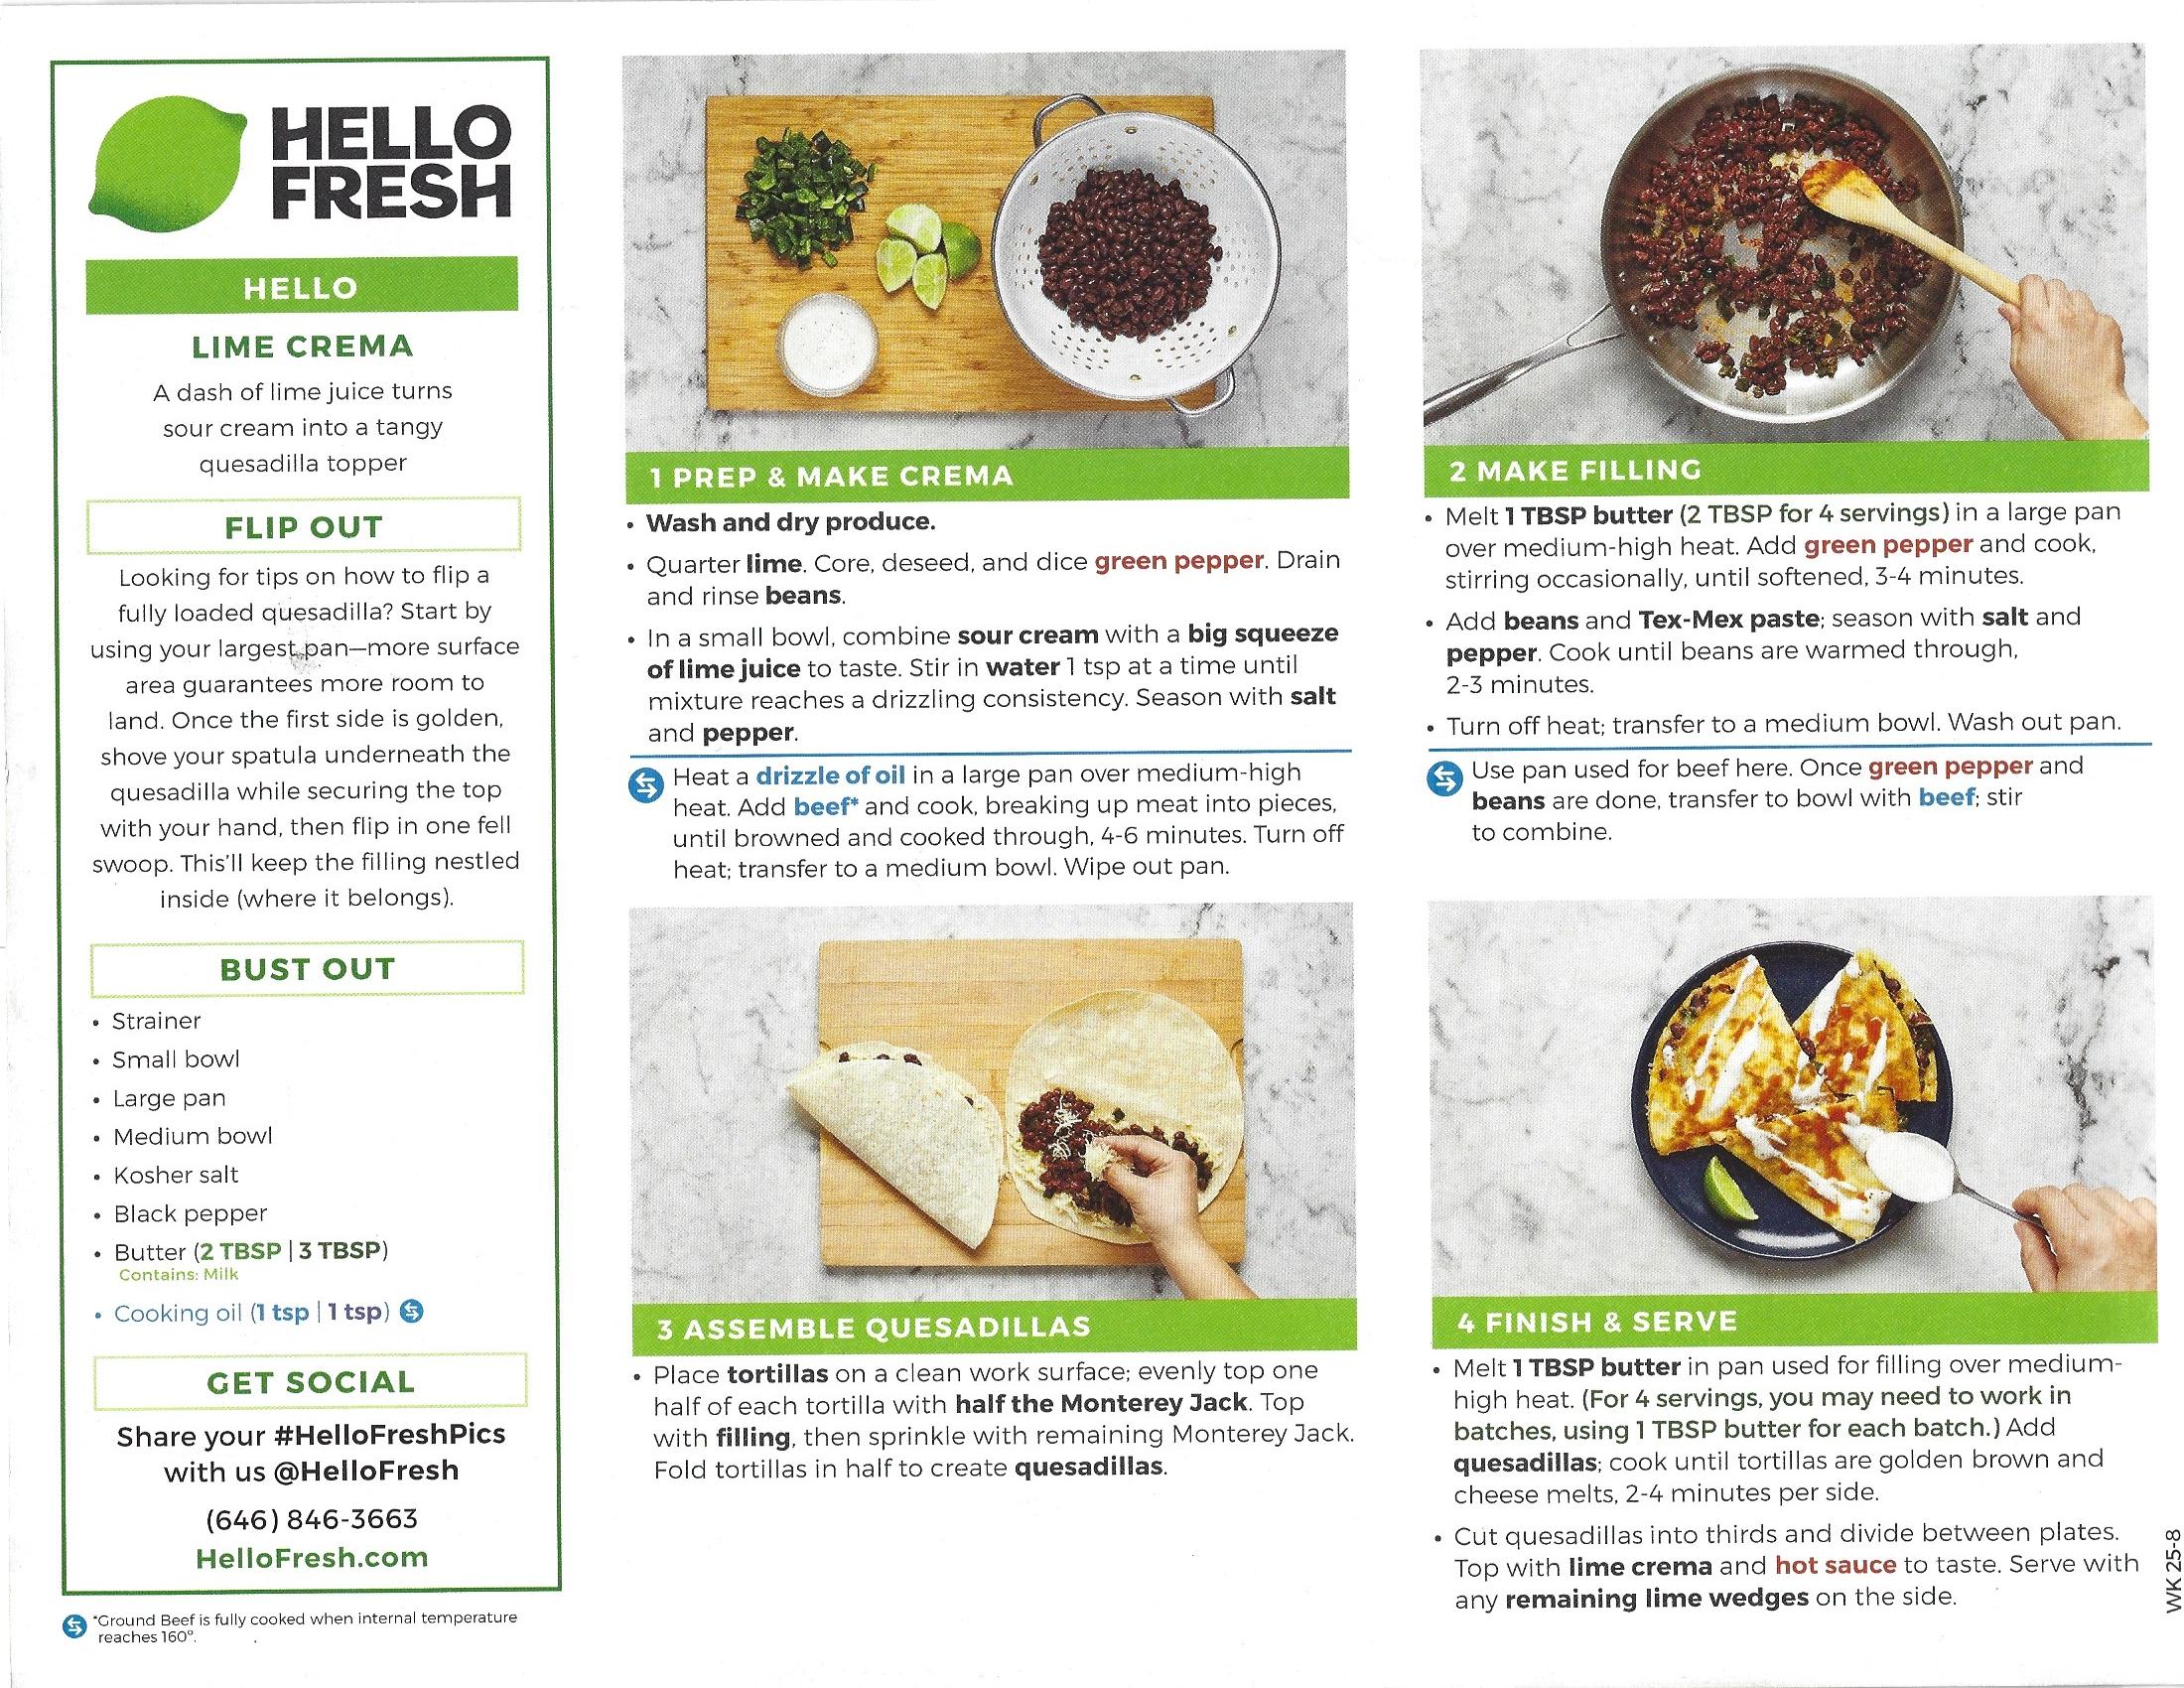 HELLO
FRESH
HELLO
LIME CREMA
A dash of lime juice turns
sour cream into a tangy
quesadilla topper
FLIP OUT
Looking for tips on how to flip a
fully loaded quesadilla? Start by
using your largest pan—more surface
area guarantees more room to
land. Once the first side is golden,
shove your spatula underneath the
quesadilla while securing the top
with your hand, then flip in one fell
swoop. This'll keep the filling nestled
inside (where it belongs).
BUST OUT
• Strainer
• Small bowl
• Large pan
• Medium bowl
• Kosher salt
• Black pepper
• Butter (2 TBSP | 3 TBSP)
Contains: Milk
• Cooking oil (1 tsp | 1 tsp)
GET SOCIAL
Share your #HelloFreshPics
with us @HelloFresh
(646) 846-3663
HelloFresh.com
*Ground Beef is fully cooked when internal temperature
reaches 160°.
1 PREP & MAKE CREMA
• Wash and dry produce.
• Quarter lime. Core, deseed, and dice green pepper. Drain
and rinse beans.
• In a small bowl, combine sour cream with a big squeeze
of lime juice to taste. Stir in water 1 tsp at a time until
mixture reaches a drizzling consistency. Season with salt
and pepper.
Heat a drizzle of oil in a large pan over medium-high
heat. Add beef* and cook, breaking up meat into pieces,
until browned and cooked through, 4-6 minutes. Turn off
heat; transfer to a medium bowl. Wipe out pan.
2 MAKE FILLING
• Melt 1 TBSP butter (2 TBSP for 4 servings) in a large pan
over medium-high heat. Add green pepper and cook,
stirring occasionally, until softened, 3-4 minutes.
• Add beans and Tex-Mex paste; season with salt and
pepper. Cook until beans are warmed through,
2-3 minutes.
• Turn off heat; transfer to a medium bowl. Wash out pan.
Use pan used for beef here. Once green pepper and
beans are done, transfer to bowl with beef; stir
to combine.
3 ASSEMBLE QUESADILLAS
• Place tortillas on a clean work surface; evenly top one
half of each tortilla with half the Monterey Jack. Top
with filling, then sprinkle with remaining Monterey Jack.
Fold tortillas in half to create quesadillas.
4 FINISH & SERVE
• Melt 1 TBSP butter in pan used for filling over medium-
high heat. (For 4 servings, you may need to work in
batches, using 1 TBSP butter for each batch.) Add
quesadillas; cook until tortillas are golden brown and
cheese melts, 2-4 minutes per side.
• Cut quesadillas into thirds and divide between plates.
Top with lime crema and hot sauce to taste. Serve with
any remaining lime wedges on the side.
WK 25-8